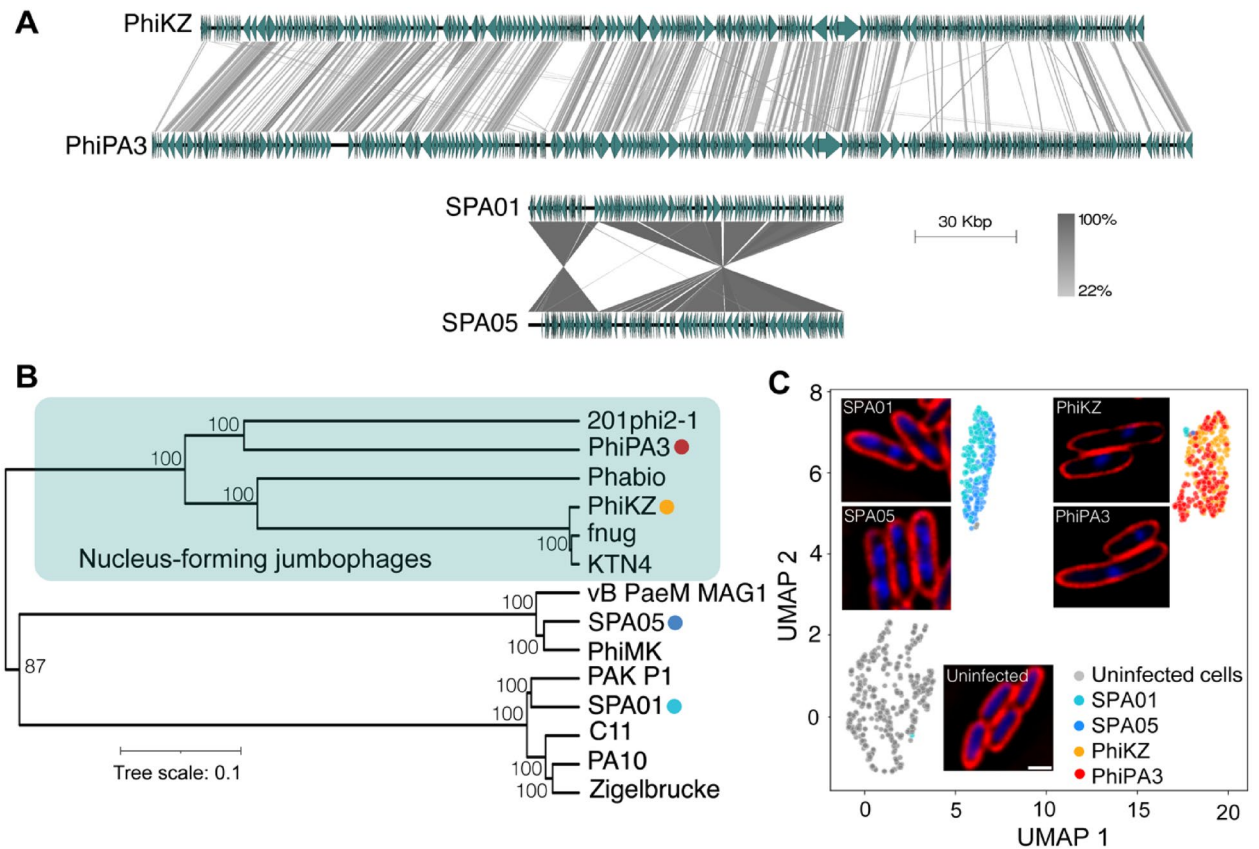 A
PhiKZ
PhiPA3
SPA01
SPA05
30 Kbp
100%
22%
B
100
100
100
100
201phi2-1
PhiPA3
Phabio
PhiKZ
fnug
KTN4
Nucleus-forming jumbophages
87
100
100
vB PaeM MAG1
SPA05
PhiMK
100
100
100
100
PAK P1
SPA01
C11
PA10
Zigelbrucke
Tree scale: 0.1
C
8
6
4
2
0
UMAP 2
SPA01
SPA05
PhiKZ
PhiPA3
Uninfected
Uninfected cells
SPA01
SPA05
PhiKZ
PhiPA3
0 5 10 15 20
UMAP 1